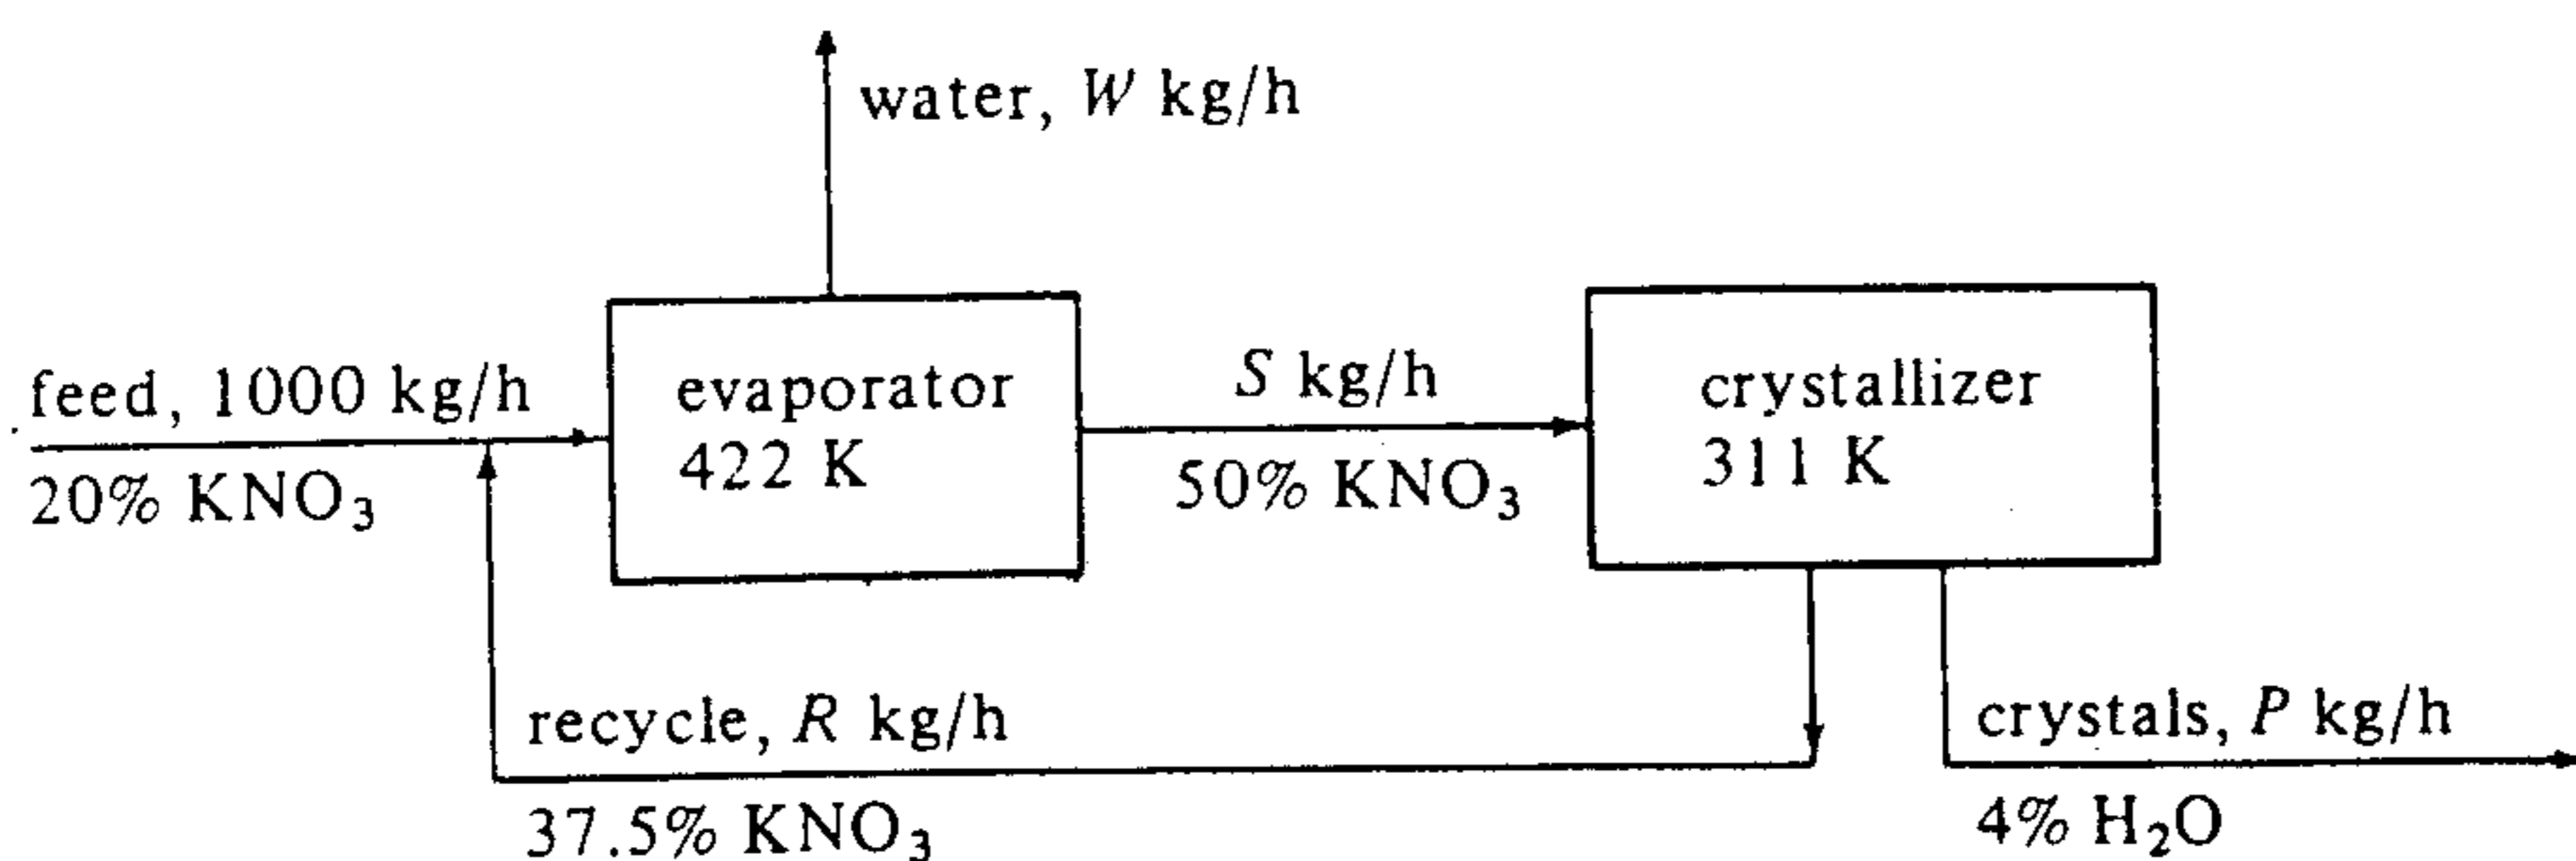 water, W kg/h
feed, 1000 kg/h
20% KNO₃
evaporator
422 K
S kg/h
50% KNO₃
crystallizer
311 K
recycle, R kg/h
37.5% KNO₃
crystals, P kg/h
4% H₂O